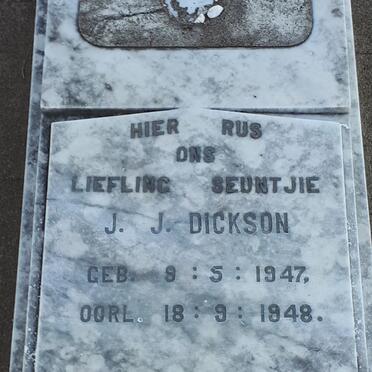 HIER RUS
ONS
LIEFLING SEUNTJIE
J. J. DICKSON
GEB. 9 : 5 : 1947,
OORL. 18 : 9 : 1948.